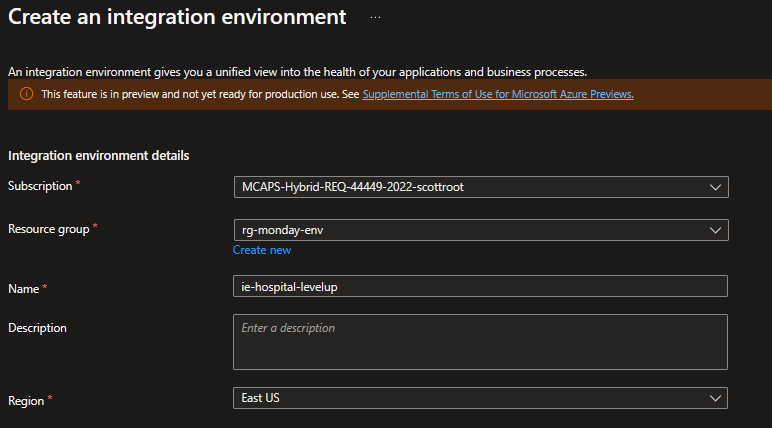 Create an integration environment ...
An integration environment gives you a unified view into the health of your applications and business processes.
This feature is in preview and not yet ready for production use. See Supplemental Terms of Use for Microsoft Azure Previews.
Integration environment details
Subscription * MCAPS-Hybrid-REQ-44449-2022-scottroot
Resource group * rg-monday-env
Create new
Name * ie-hospital-levelup
Description Enter a description
Region * East US